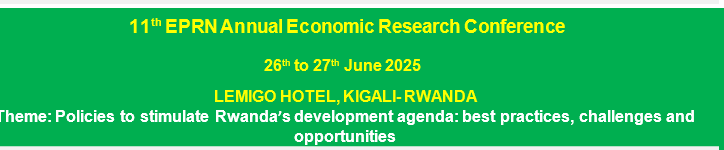 11th EPRN Annual Economic Research Conference
26th to 27th June 2025
LEMIGO HOTEL, KIGALI- RWANDA
Theme: Policies to stimulate Rwanda's development agenda: best practices, challenges and
opportunities